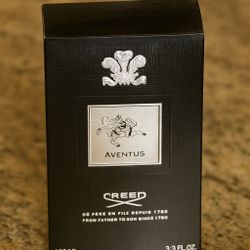 AVENTUS
CREED
DE PÈRE EN FILS DEPUIS 1760
FROM FATHER TO SON SINCE 1760
3.3 FL.OZ